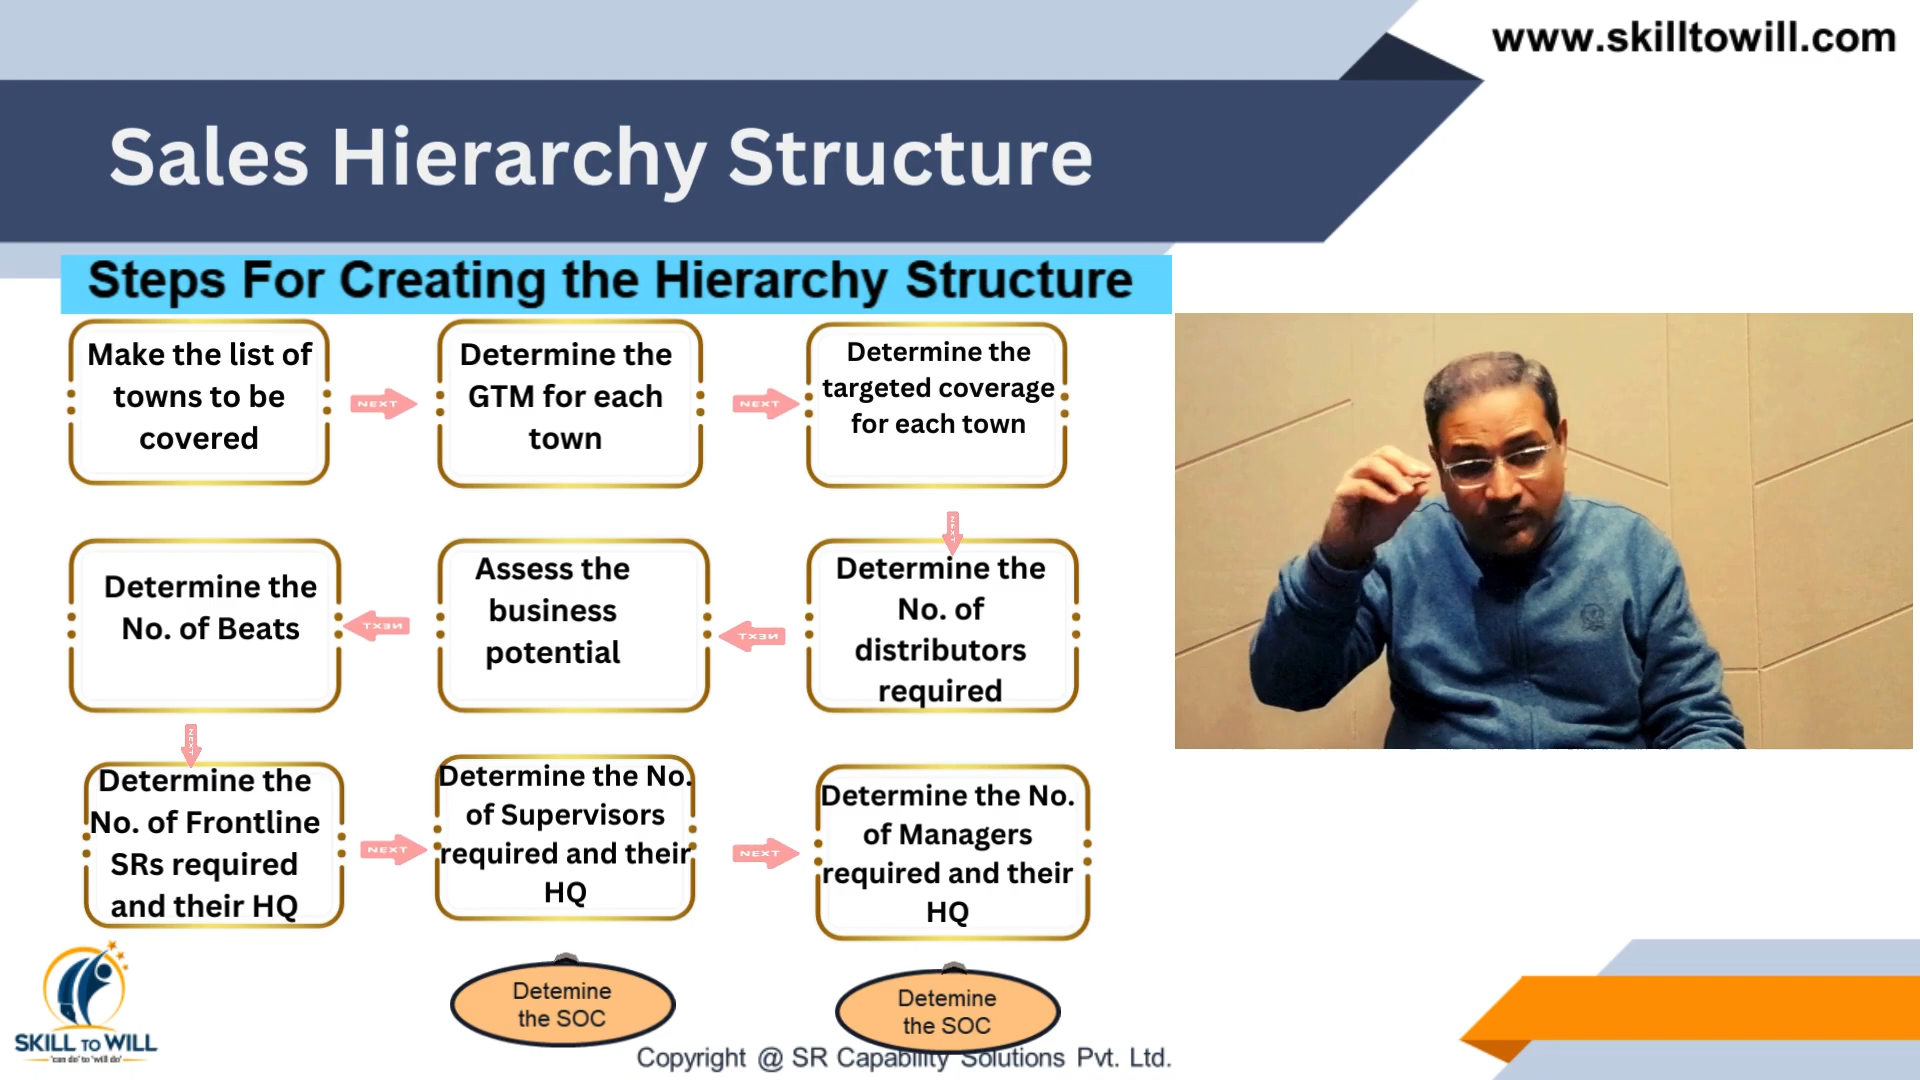 www.skilltowill.com
Sales Hierarchy Structure
Steps For Creating the Hierarchy Structure
Make the list of
towns to be
covered
NEXT
Determine the
GTM for each
town
NEXT
Determine the
targeted coverage
for each town
NEXT
Determine the
No. of
distributors
required
NEXT
Assess the
business
potential
NEXT
Determine the
No. of Beats
NEXT
Determine the
No. of Frontline
SRs required
and their HQ
NEXT
Determine the No.
of Supervisors
required and their
HQ
NEXT
Determine the No.
of Managers
required and their
HQ
Detemine
the SOC
Detemine
the SOC
SKILL TO WILL
'can do' to 'will do'
Copyright @ SR Capability Solutions Pvt. Ltd.